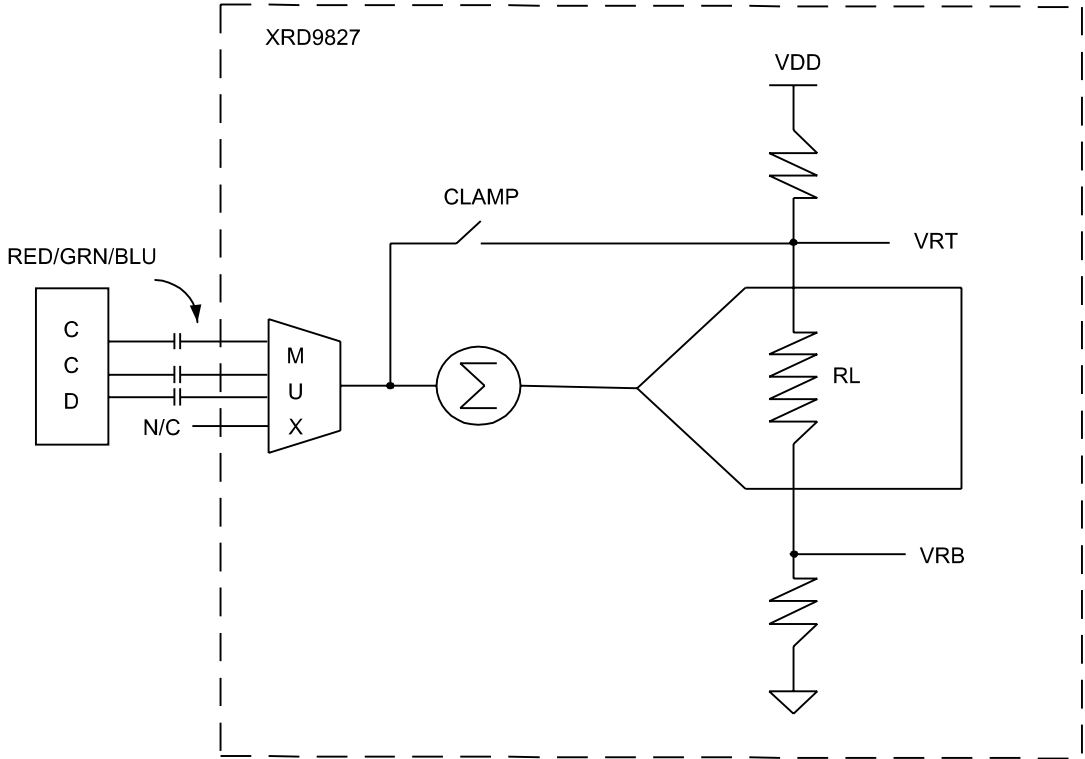 XRD9827
VDD
CLAMP
VRT
RED/GRN/BLU
C
C
D
M
U
X
RL
N/C
VRB